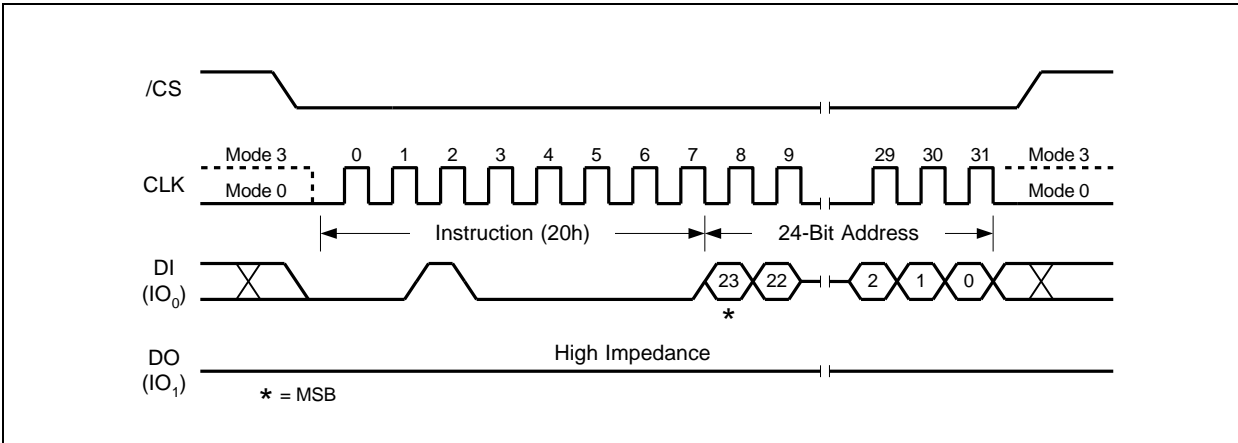 /CS
Mode 3 0 1 2 3 4 5 6 7 8 9 29 30 31 Mode 3
CLK
Mode 0 Mode 0
Instruction (20h) 24-Bit Address
DI
(IO0) 23 22 2 1 0
*
High Impedance
DO
(IO1)
* = MSB